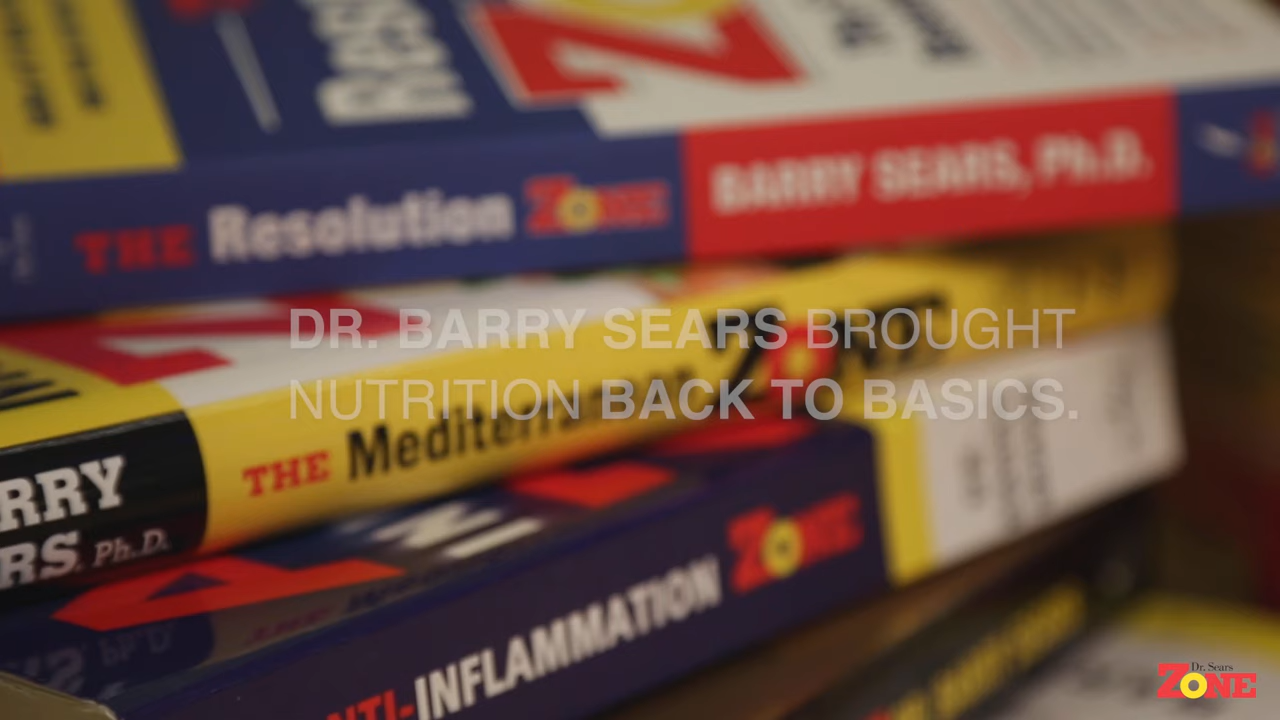 THE Resolution ZONE
BARRY SEARS, Ph.D.
DR. BARRY SEARS BROUGHT
NUTRITION BACK TO BASICS.
THE Mediterranean ZONE
RRY
RS Ph.D.
NTI-INFLAMMATION ZONE
Dr. Sears
ZONE